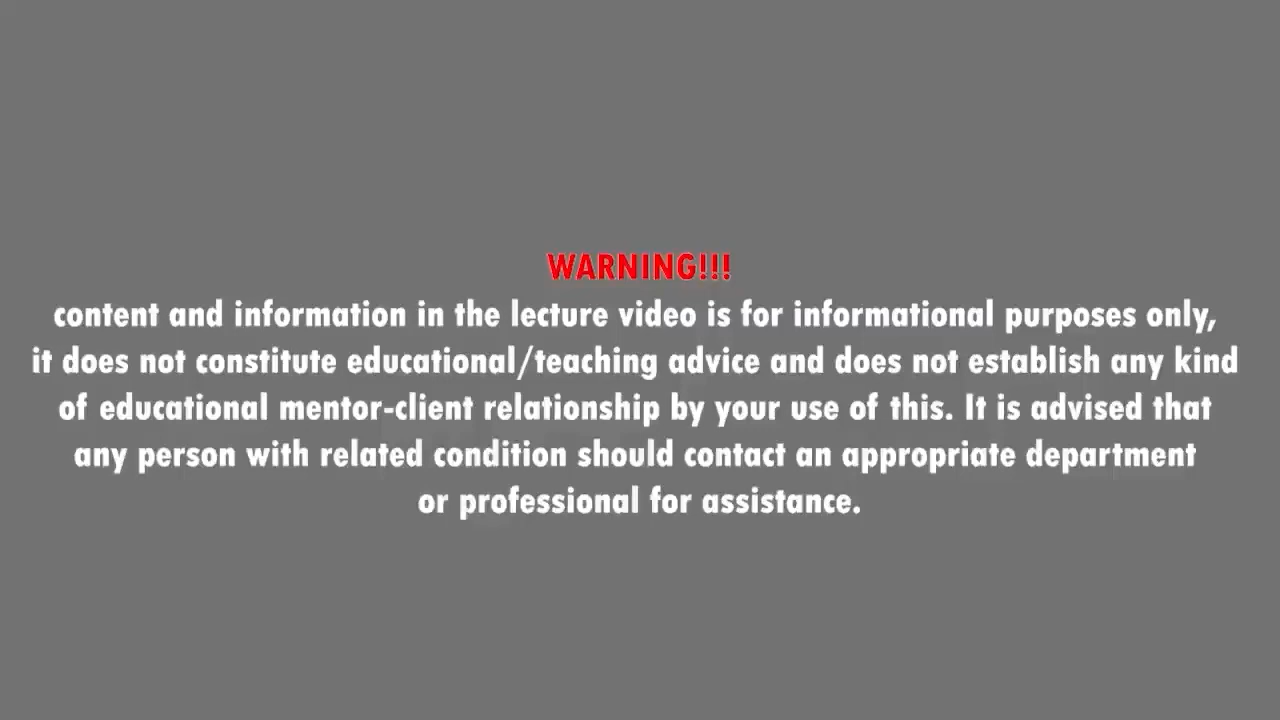 WARNING!!!
content and information in the lecture video is for informational purposes only,
it does not constitute educational/teaching advice and does not establish any kind
of educational mentor-client relationship by your use of this. It is advised that
any person with related condition should contact an appropriate department
or professional for assistance.